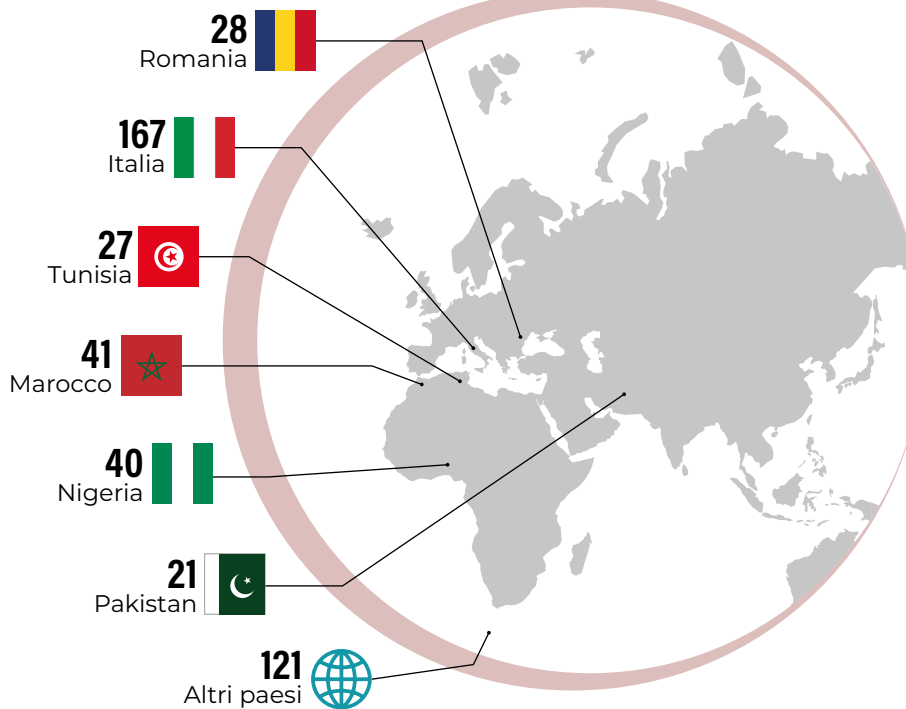 28
Romania
167
Italia
27
Tunisia
41
Marocco
40
Nigeria
21
Pakistan
121
Altri paesi